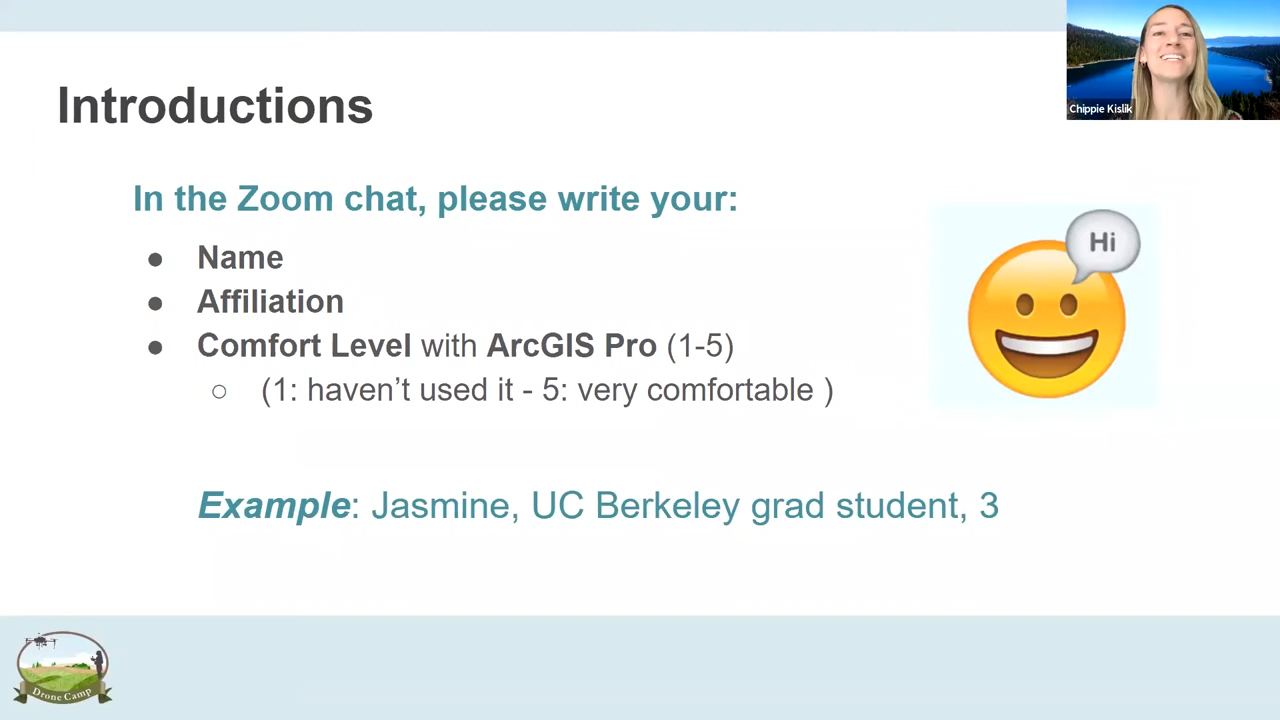 Chippie Kislik
Introductions
In the Zoom chat, please write your:
● Name
● Affiliation
● Comfort Level with ArcGIS Pro (1-5)
○ (1: haven’t used it - 5: very comfortable )
Hi
Example: Jasmine, UC Berkeley grad student, 3
Drone Camp